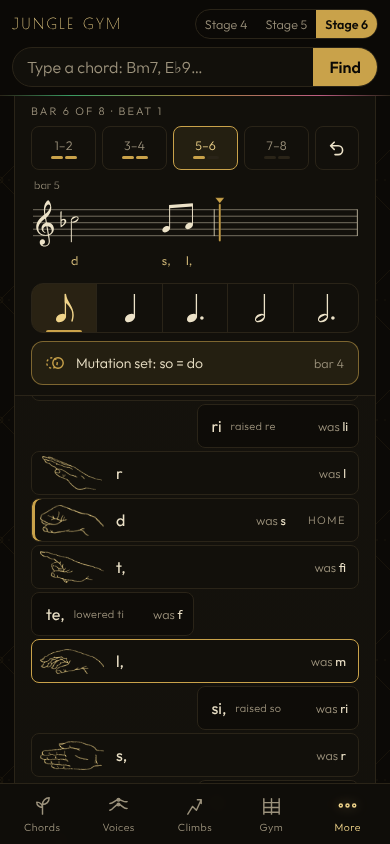 JUNGLE GYM
Stage 4 Stage 5 Stage 6
Type a chord: Bm7, E♭9... Find
BAR 6 OF 8 · BEAT 1
1–2 3–4 5–6 7–8
bar 5
d s, l,
Mutation set: so = do bar 4
ri raised re was li
r was l
d was s HOME
t, was fi
te, lowered ti was f
l, was m
si, raised so was ri
s, was r
Chords Voices Climbs Gym More